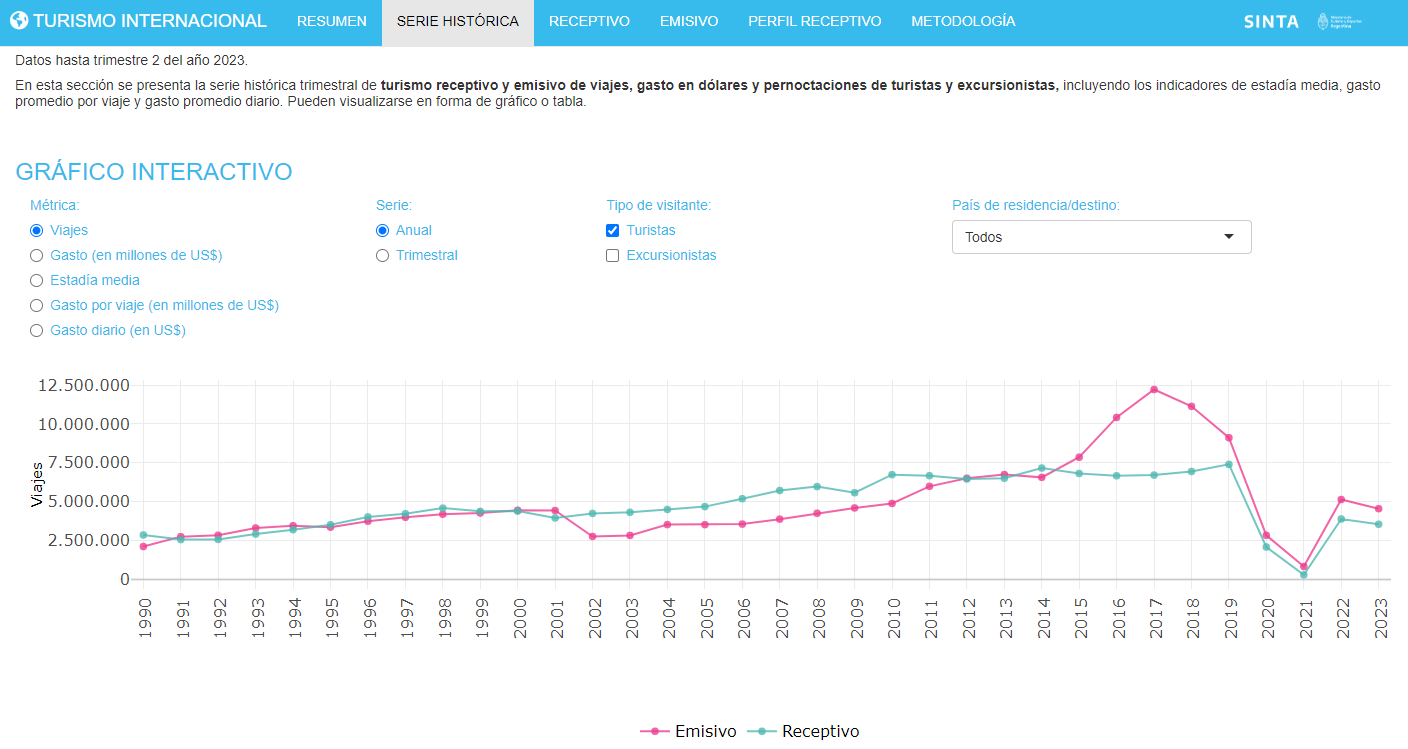 TURISMO INTERNACIONAL RESUMEN SERIE HISTÓRICA RECEPTIVO EMISIVO PERFIL RECEPTIVO METODOLOGÍA SINTA
Datos hasta trimestre 2 del año 2023.
En esta sección se presenta la serie histórica trimestral de turismo receptivo y emisivo de viajes, gasto en dólares y pernoctaciones de turistas y excursionistas, incluyendo los indicadores de estadía media, gasto
promedio por viaje y gasto promedio diario. Pueden visualizarse en forma de gráfico o tabla.
GRÁFICO INTERACTIVO
Métrica:
Viajes
Gasto (en millones de US$)
Estadía media
Gasto por viaje (en millones de US$)
Gasto diario (en US$)
Serie:
Anual
Trimestral
Tipo de visitante:
Turistas
Excursionistas
País de residencia/destino:
Todos
Viajes
12.500.000
10.000.000
7.500.000
5.000.000
2.500.000
0
1990 1991 1992 1993 1994 1995 1996 1997 1998 1999 2000 2001 2002 2003 2004 2005 2006 2007 2008 2009 2010 2011 2012 2013 2014 2015 2016 2017 2018 2019 2020 2021 2022 2023
Emisivo Receptivo